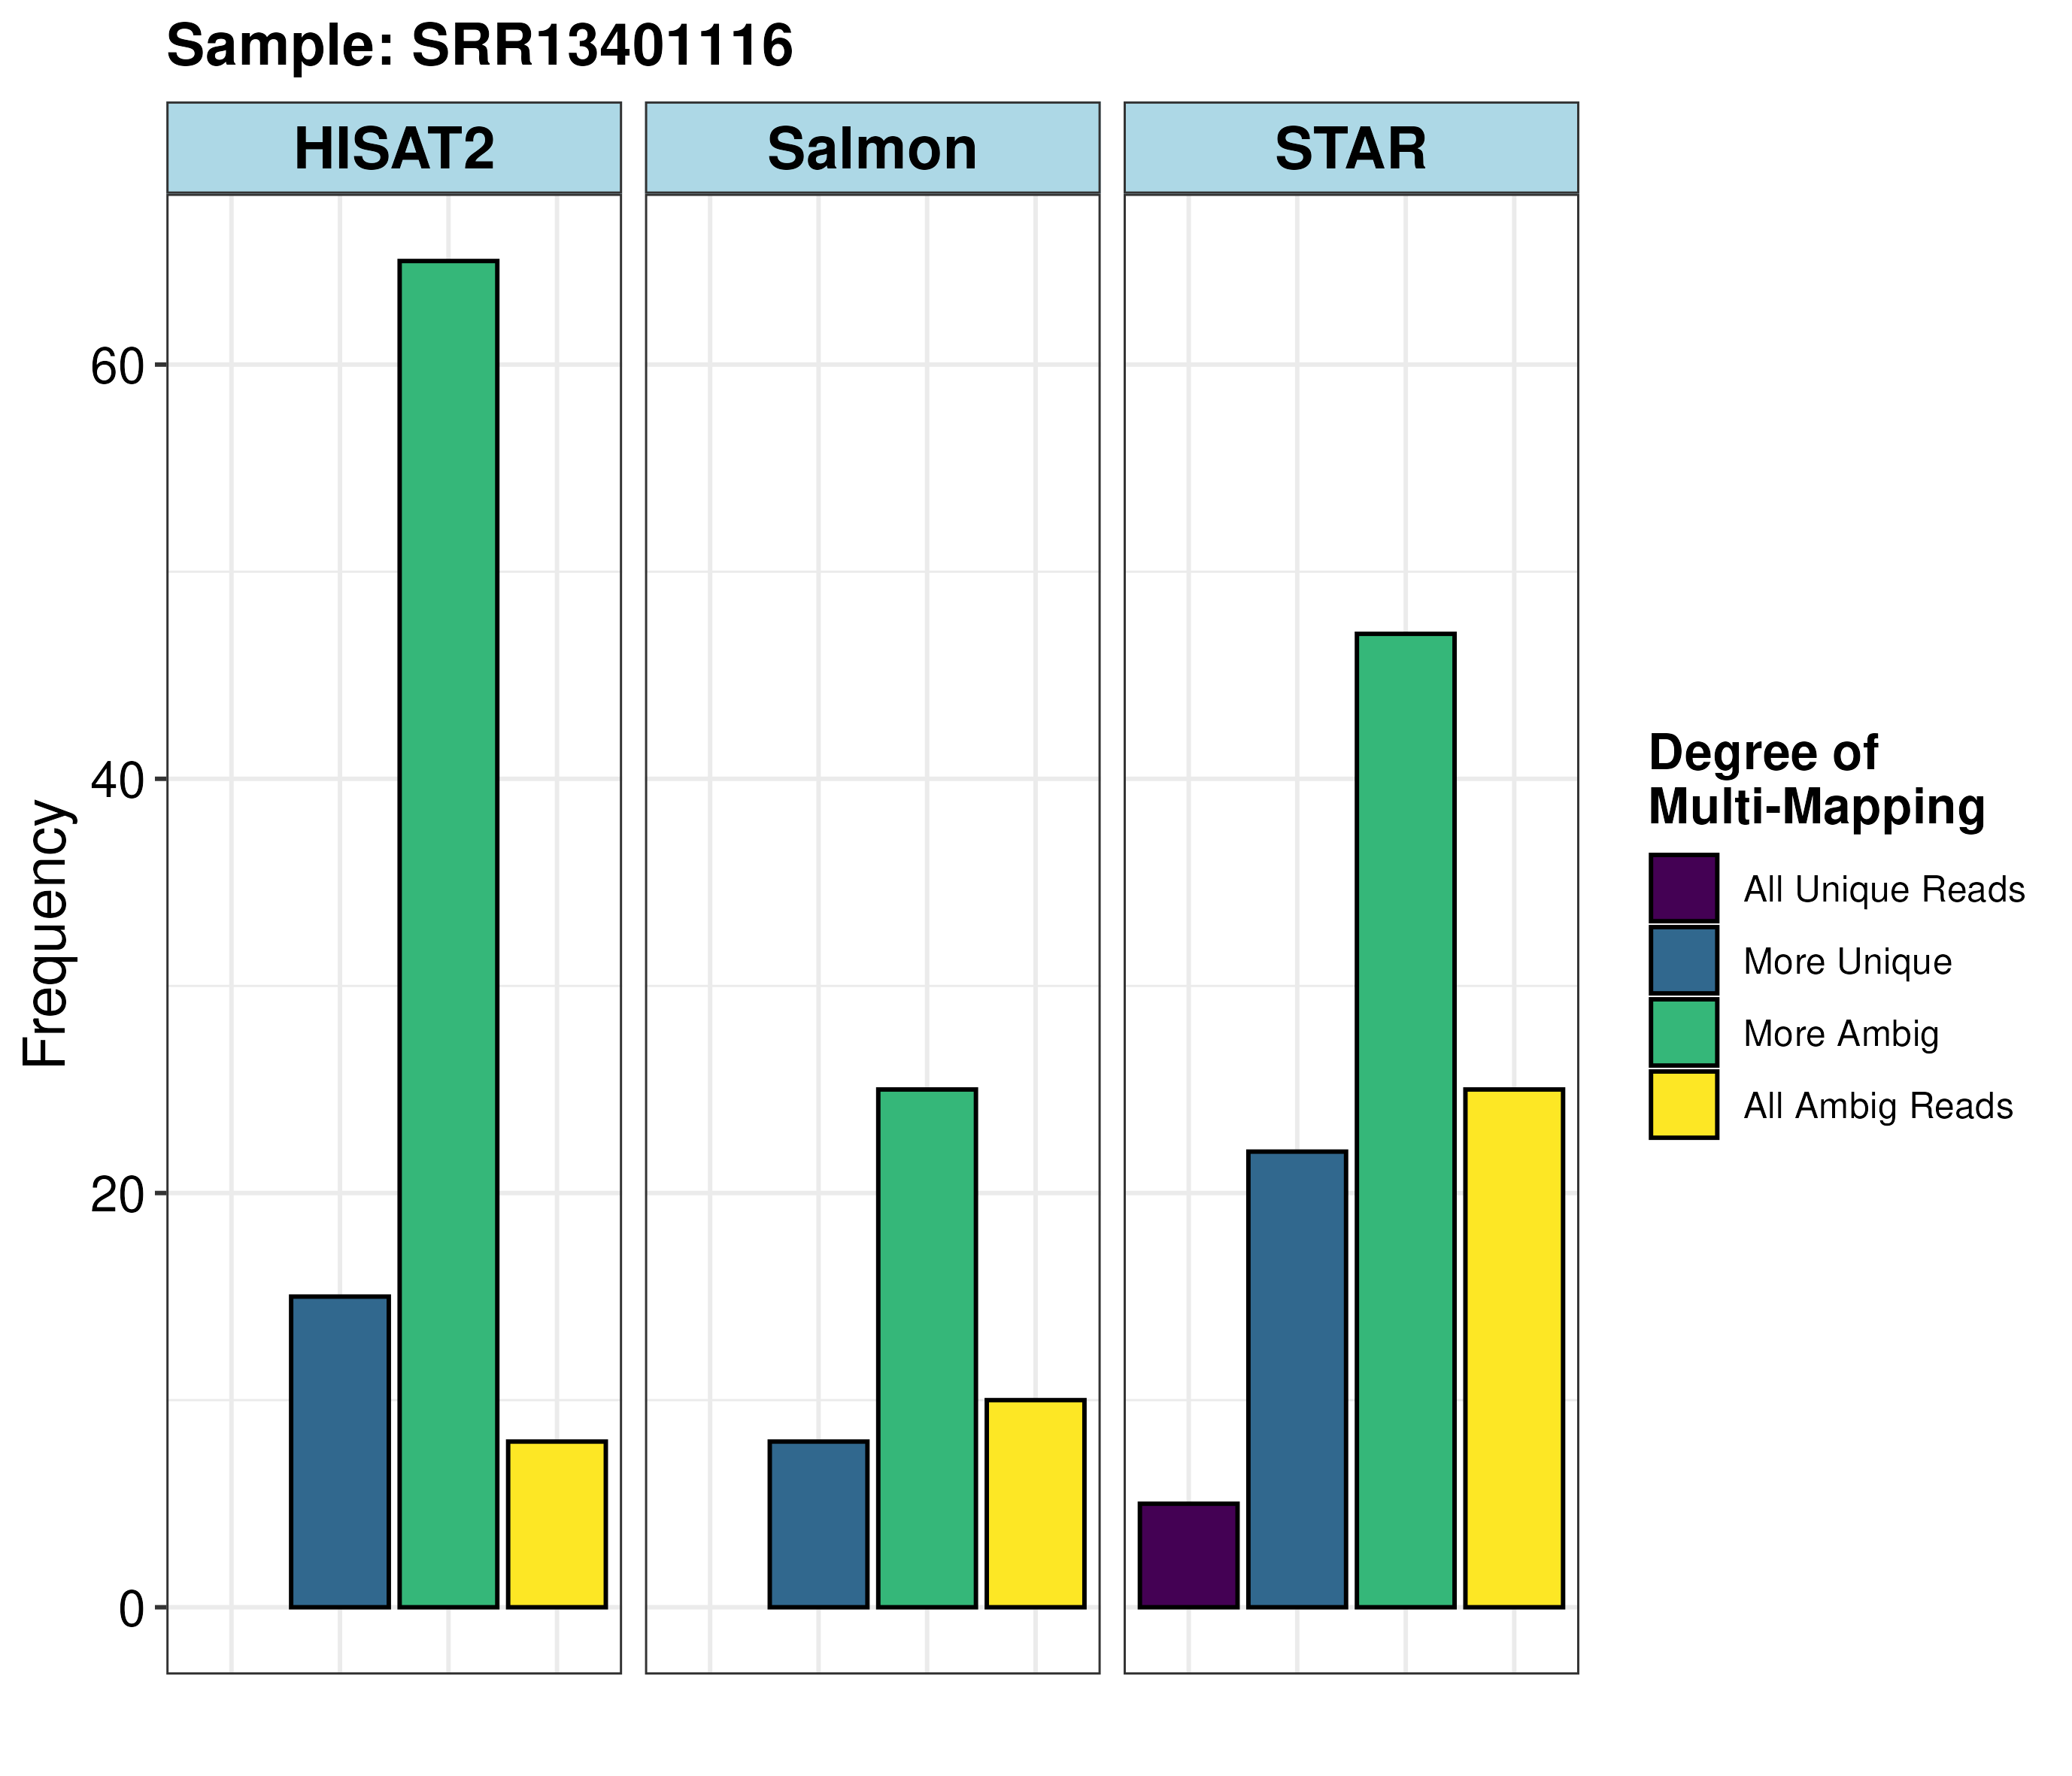 Sample: SRR13401116
HISAT2
Salmon
STAR
60
40
20
0
Frequency
Degree of
Multi-Mapping
All Unique Reads
More Unique
More Ambig
All Ambig Reads